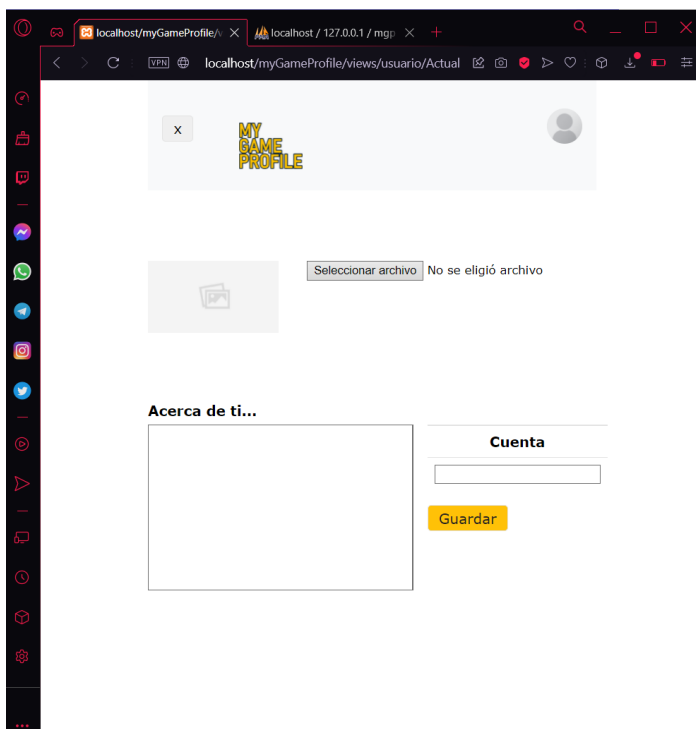 localhost/myGameProfile/v
localhost / 127.0.0.1 / mgp
VPN
localhost/myGameProfile/views/usuario/Actual
x
MY
GAME
PROFILE
Seleccionar archivo No se eligió archivo
Acerca de ti...
Cuenta
Guardar